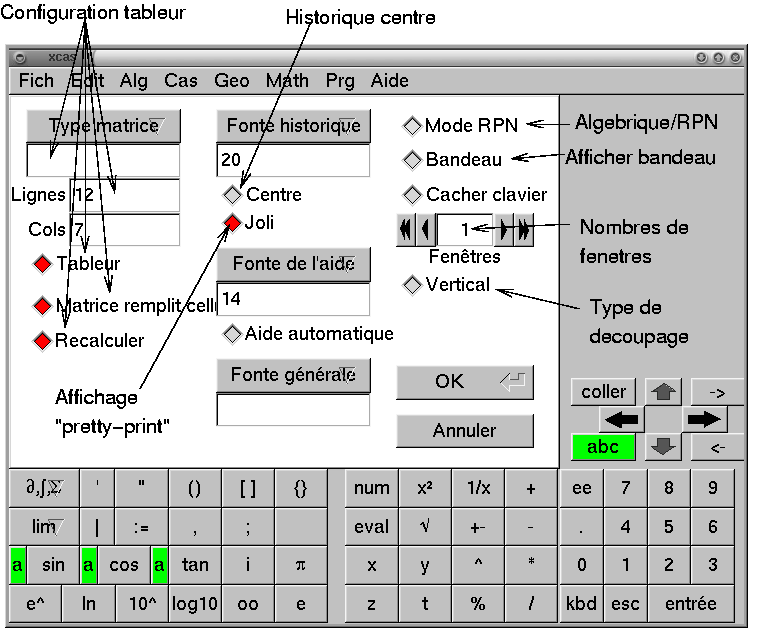 Configuration tableur
Historique centre
xcas
Fich Edit Alg Cas Geo Math Prg Aide
Type matrice
Lignes 12
Cols 7
Tableur
Matrice remplit cellu
Recalculer
Affichage
"pretty-print"
Fonte historique
20
Centre
Joli
Fonte de l'aide
14
Aide automatique
Fonte générale
Mode RPN
Bandeau
Cacher clavier
1
Fenêtres
Vertical
OK
Annuler
Algebrique/RPN
Afficher bandeau
Nombres de
fenetres
Type de
decoupage
coller ->
abc <-
∂,∫,Σ ' " () [ ] {} num x² 1/x + ee 7 8 9
lim | := , ; eval √ +- - . 4 5 6
a sin a cos a tan i π x y ^ * 0 1 2 3
e^ ln 10^ log10 oo e z t % / kbd esc entrée